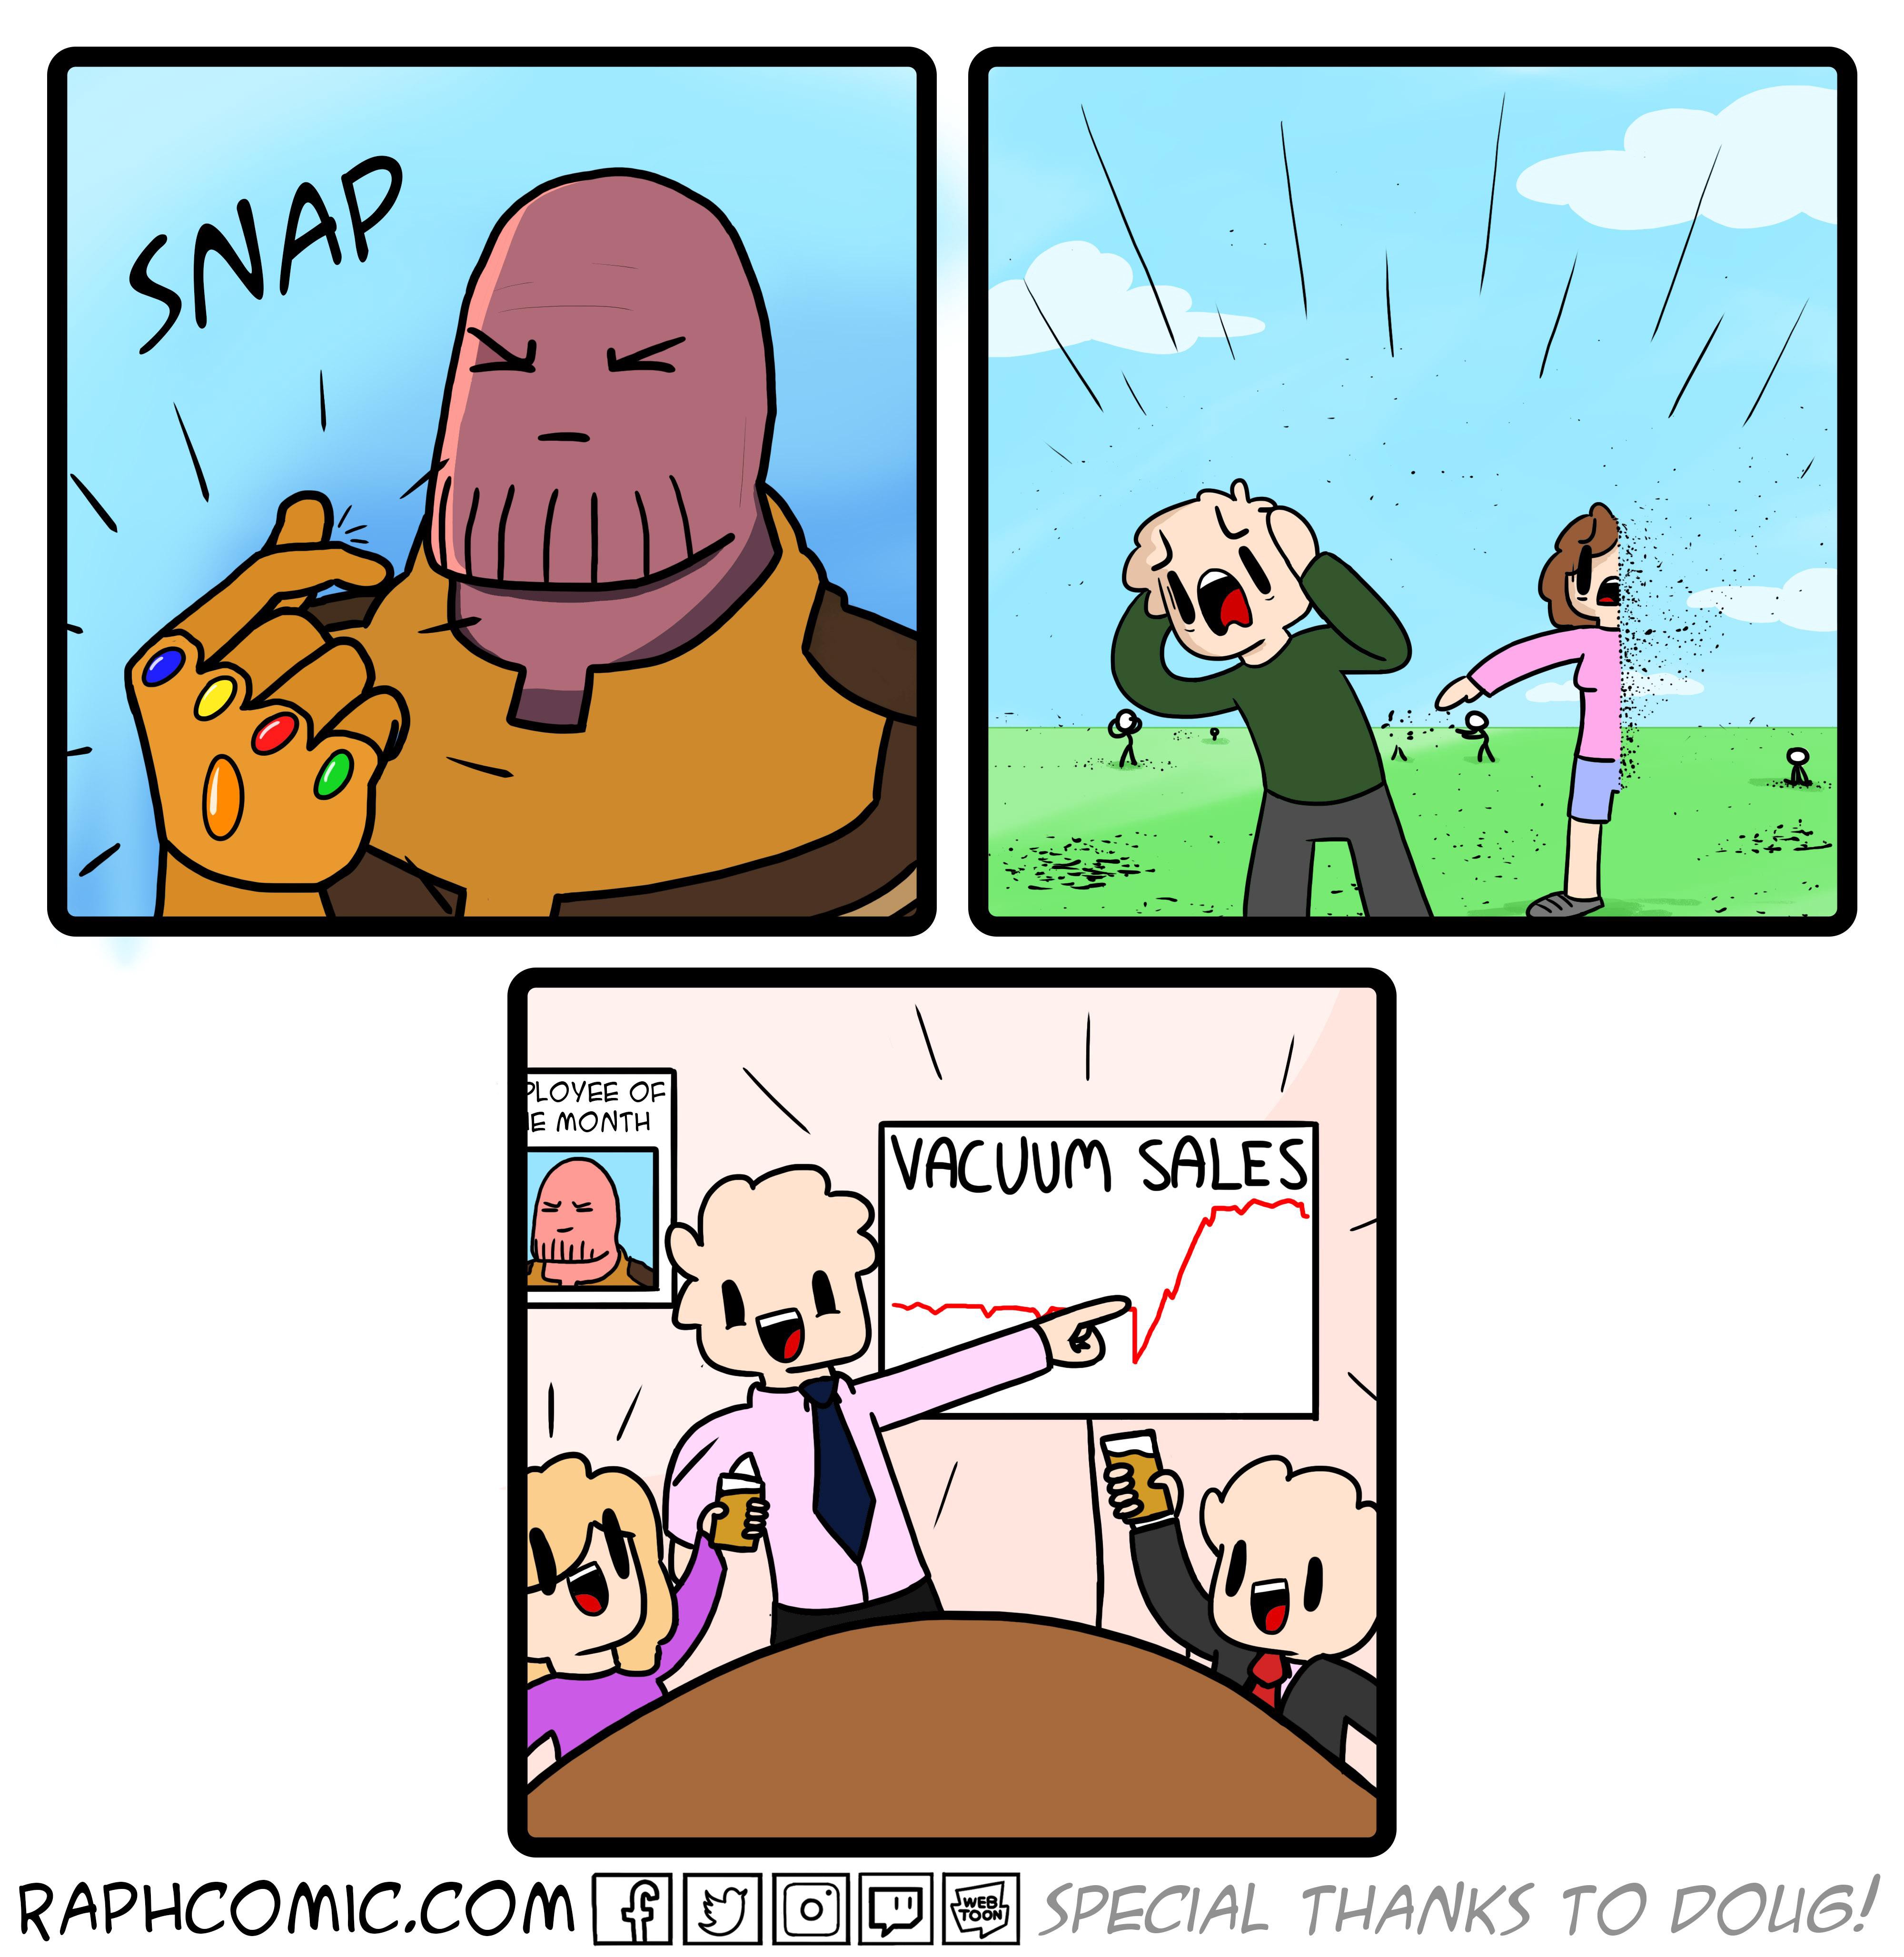 SNAP
PLOYEE OF
E MONTH
VACUUM SALES
RAPHCOMIC.COM
WEB
TOON
SPECIAL THANKS TO DOUG!